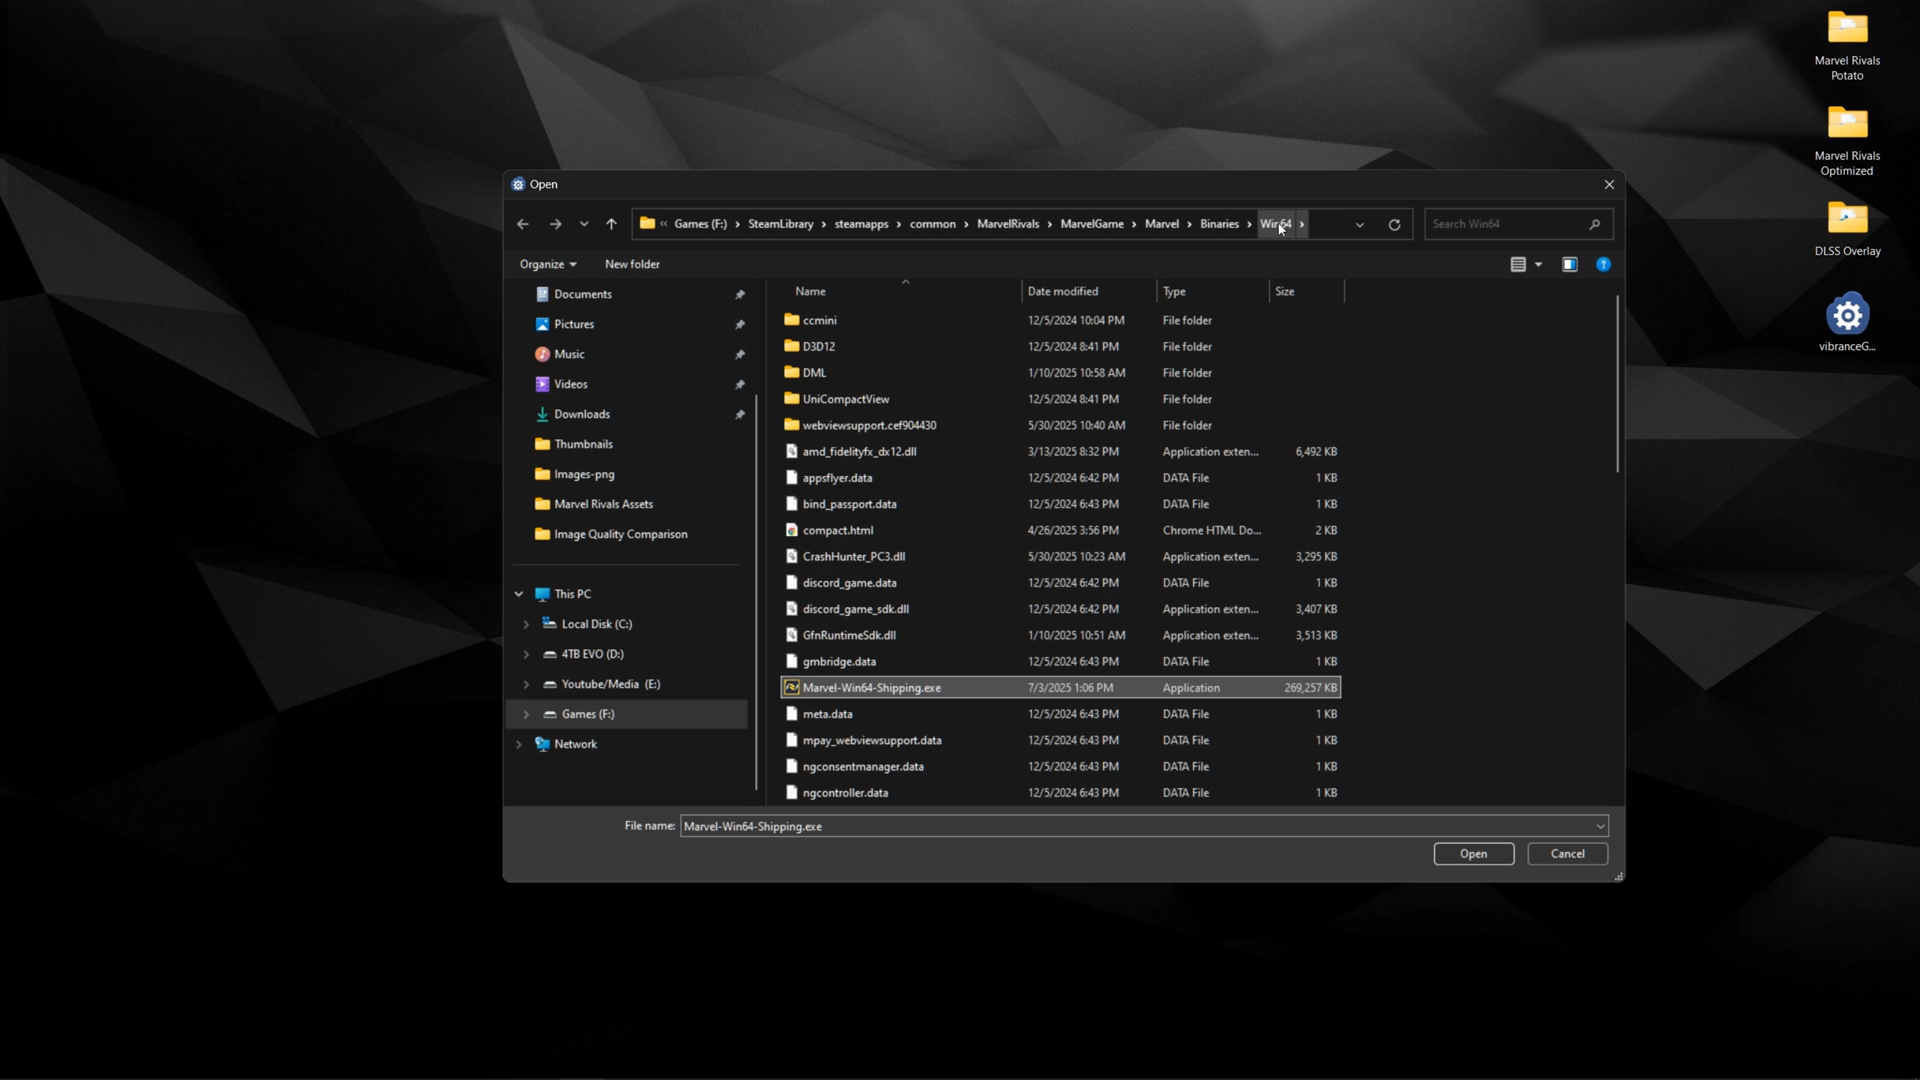 Marvel Rivals
Potato
Marvel Rivals
Optimized
DLSS Overlay
vibranceG...
Open
« Games (F:) › SteamLibrary › steamapps › common › MarvelRivals › MarvelGame › Marvel › Binaries › Win64 ›
Search Win64
Organize New folder
Documents
Pictures
Music
Videos
Downloads
Thumbnails
Images-png
Marvel Rivals Assets
Image Quality Comparison
This PC
Local Disk (C:)
4TB EVO (D:)
Youtube/Media (E:)
Games (F:)
Network
Name Date modified Type Size
ccmini 12/5/2024 10:04 PM File folder
D3D12 12/5/2024 8:41 PM File folder
DML 1/10/2025 10:58 AM File folder
UniCompactView 12/5/2024 8:41 PM File folder
webviewsupport.cef904430 5/30/2025 10:40 AM File folder
amd_fidelityfx_dx12.dll 3/13/2025 8:32 PM Application exten... 6,492 KB
appsflyer.data 12/5/2024 6:42 PM DATA File 1 KB
bind_passport.data 12/5/2024 6:43 PM DATA File 1 KB
compact.html 4/26/2025 3:56 PM Chrome HTML Do... 2 KB
CrashHunter_PC3.dll 5/30/2025 10:23 AM Application exten... 3,295 KB
discord_game.data 12/5/2024 6:42 PM DATA File 1 KB
discord_game_sdk.dll 12/5/2024 6:42 PM Application exten... 3,407 KB
GfnRuntimeSdk.dll 1/10/2025 10:51 AM Application exten... 3,513 KB
gmbridge.data 12/5/2024 6:43 PM DATA File 1 KB
Marvel-Win64-Shipping.exe 7/3/2025 1:06 PM Application 269,257 KB
meta.data 12/5/2024 6:43 PM DATA File 1 KB
mpay_webviewsupport.data 12/5/2024 6:43 PM DATA File 1 KB
ngconsentmanager.data 12/5/2024 6:43 PM DATA File 1 KB
ngcontroller.data 12/5/2024 6:43 PM DATA File 1 KB
File name: Marvel-Win64-Shipping.exe
Open Cancel